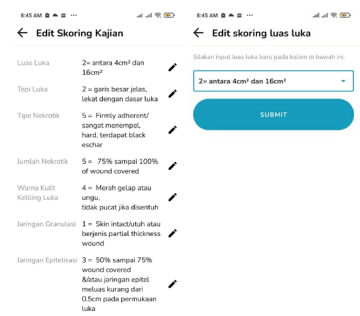 8:45 AM
← Edit Skoring Kajian
Luas Luka
2= antara 4cm² dan
16cm²
Tepi Luka
2 = garis besar jelas,
lekat dengan dasar luka
Tipe Nekrotik
5 = Firmly adherent/
sangat menempel,
hard, terdapat black
eschar
Jumlah Nekrotik
5 = 75% sampai 100%
of wound covered
Warna Kulit
Keliling Luka
4 = Merah gelap atau
ungu,
tidak pucat jika disentuh
Jaringan Granulasi
1 = Skin intact/utuh atau
berjenis partial thickness
wound
Jaringan Epitelisasi
3 = 50% sampai 75%
wound covered
&/atau jaringan epitel
meluas kurang dari
0.5cm pada permukaan
luka
8:45 AM
← Edit Skoring luas luka
Silakan input luas luka baru pada kolom di bawah ini.
2= antara 4cm² dan 16cm²
SUBMIT